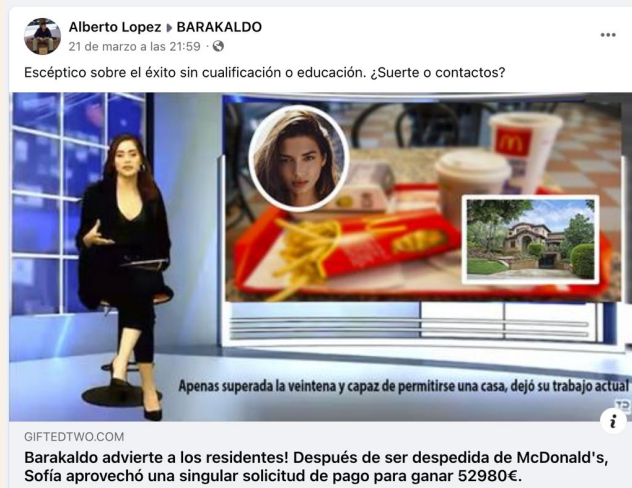 Alberto Lopez ▸ BARAKALDO
21 de marzo a las 21:59 ·
Escéptico sobre el éxito sin cualificación o educación. ¿Suerte o contactos?
Apenas superada la veintena y capaz de permitirse una casa, dejó su trabajo actual
GIFTEDTWO.COM
Barakaldo advierte a los residentes! Después de ser despedida de McDonald's,
Sofía aprovechó una singular solicitud de pago para ganar 52980€.